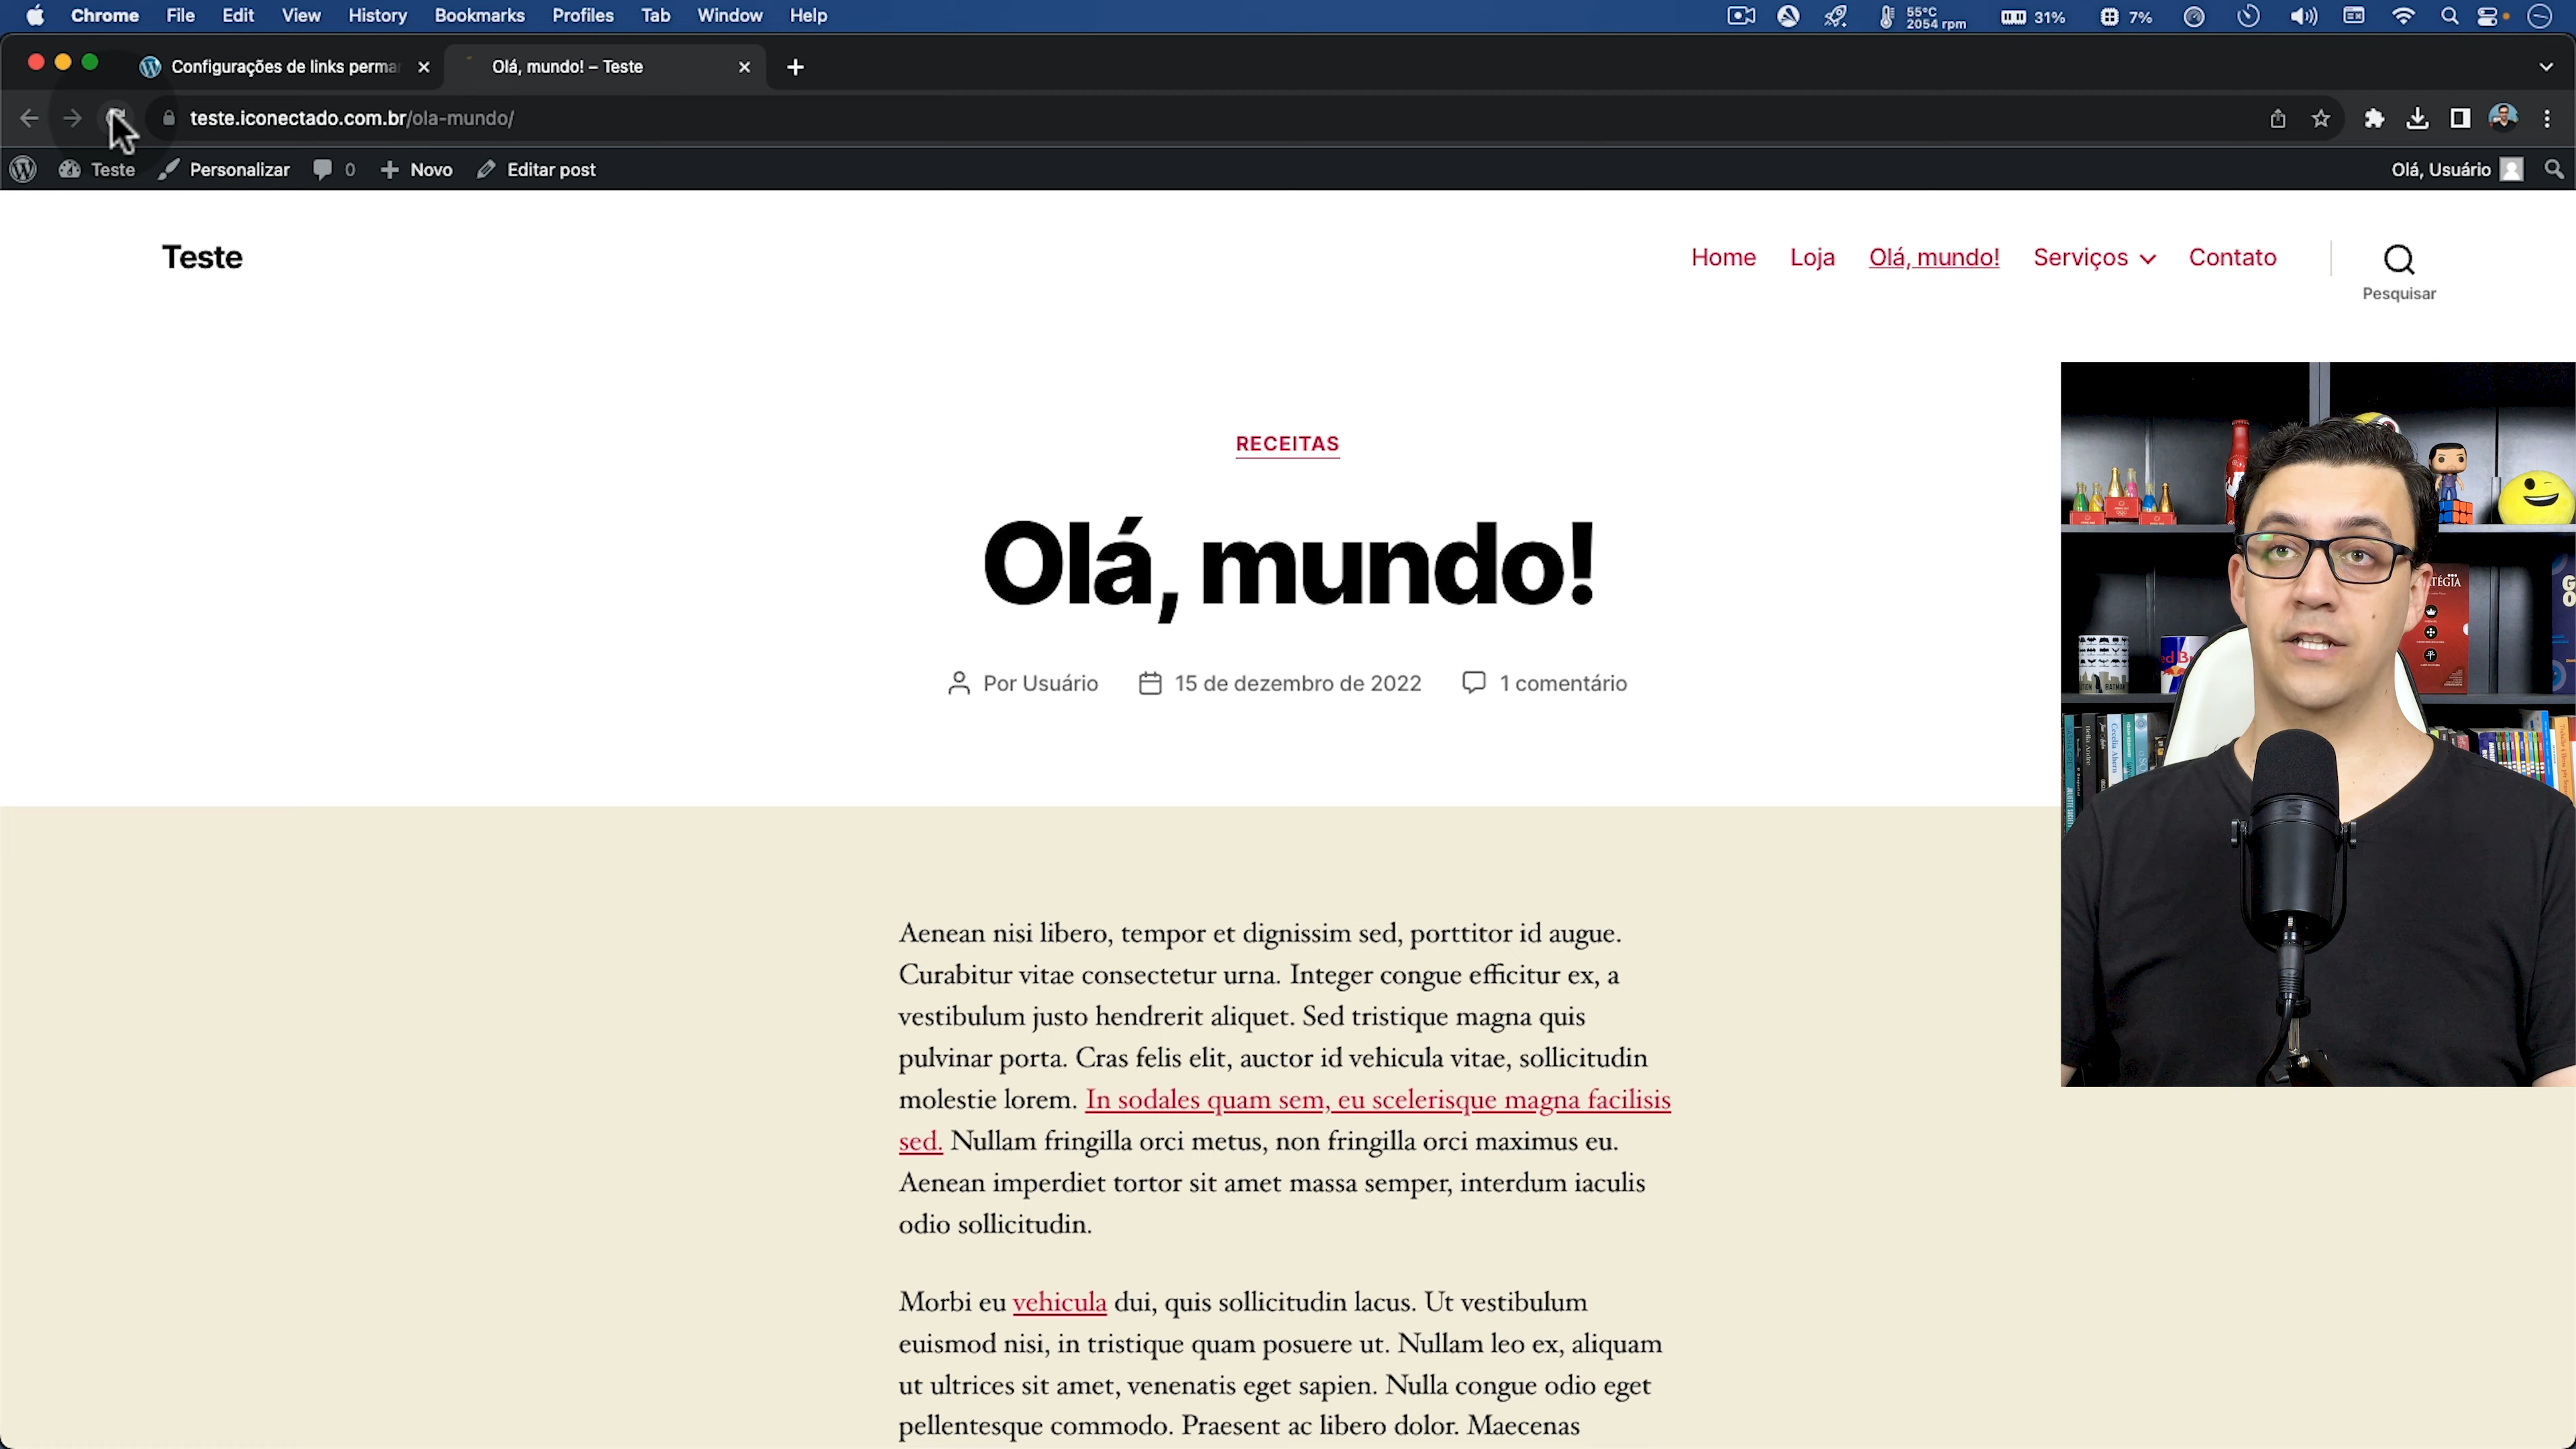 Chrome File Edit View History Bookmarks Profiles Tab Window Help
55°C
2054 rpm
31%
7%
Configurações de links perma
Olá, mundo! – Teste
teste.iconectado.com.br/ola-mundo/
Teste Personalizar 0 Novo Editar post
Olá, Usuário
Teste
Home Loja Olá, mundo! Serviços Contato
Pesquisar
RECEITAS
Olá, mundo!
Por Usuário 15 de dezembro de 2022 1 comentário
Aenean nisi libero, tempor et dignissim sed, porttitor id augue.
Curabitur vitae consectetur urna. Integer congue efficitur ex, a
vestibulum justo hendrerit aliquet. Sed tristique magna quis
pulvinar porta. Cras felis elit, auctor id vehicula vitae, sollicitudin
molestie lorem. In sodales quam sem, eu scelerisque magna facilisis
sed. Nullam fringilla orci metus, non fringilla orci maximus eu.
Aenean imperdiet tortor sit amet massa semper, interdum iaculis
odio sollicitudin.
Morbi eu vehicula dui, quis sollicitudin lacus. Ut vestibulum
euismod nisi, in tristique quam posuere ut. Nullam leo ex, aliquam
ut ultrices sit amet, venenatis eget sapien. Nulla congue odio eget
pellentesque commodo. Praesent ac libero dolor. Maecenas
TÉGIA
Cecelia Ahern
Bella Andre